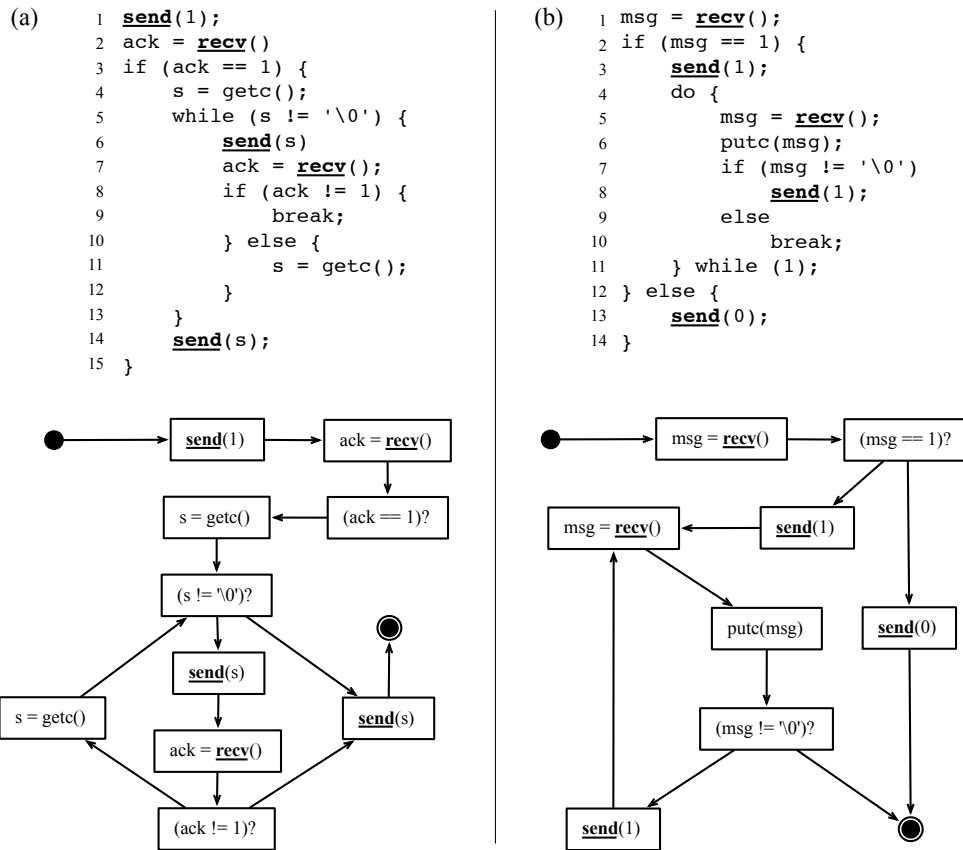 (a)
1 send(1);
2 ack = recv()
3 if (ack == 1) {
4 s = getc();
5 while (s != '\0') {
6 send(s)
7 ack = recv();
8 if (ack != 1) {
9 break;
10 } else {
11 s = getc();
12 }
13 }
14 send(s);
15 }
send(1)
ack = recv()
s = getc()
(ack == 1)?
(s != '\0')?
send(s)
s = getc()
send(s)
ack = recv()
(ack != 1)?
(b)
1 msg = recv();
2 if (msg == 1) {
3 send(1);
4 do {
5 msg = recv();
6 putc(msg);
7 if (msg != '\0')
8 send(1);
9 else
10 break;
11 } while (1);
12 } else {
13 send(0);
14 }
msg = recv()
(msg == 1)?
msg = recv()
send(1)
putc(msg)
send(0)
(msg != '\0')?
send(1)